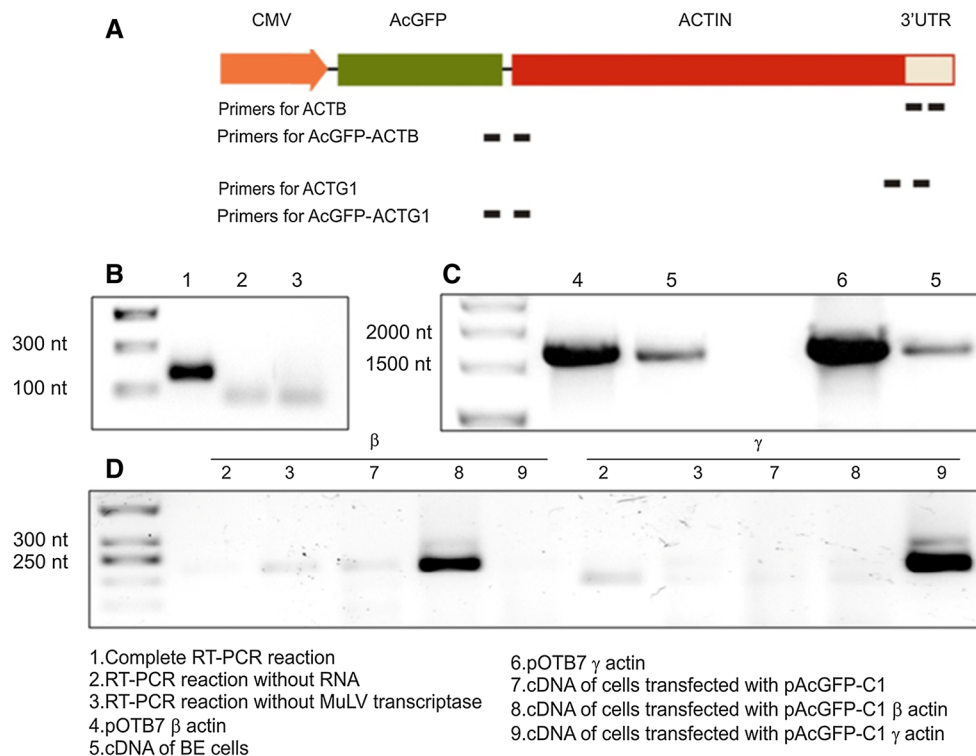 A
CMV AcGFP ACTIN 3'UTR
Primers for ACTB
Primers for AcGFP-ACTB
Primers for ACTG1
Primers for AcGFP-ACTG1
B
1 2 3
300 nt
100 nt
C
4 5 6 5
2000 nt
1500 nt
D
β γ
2 3 7 8 9 2 3 7 8 9
300 nt
250 nt
1.Complete RT-PCR reaction
2.RT-PCR reaction without RNA
3.RT-PCR reaction without MuLV transcriptase
4.pOTB7 β actin
5.cDNA of BE cells
6.pOTB7 γ actin
7.cDNA of cells transfected with pAcGFP-C1
8.cDNA of cells transfected with pAcGFP-C1 β actin
9.cDNA of cells transfected with pAcGFP-C1 γ actin